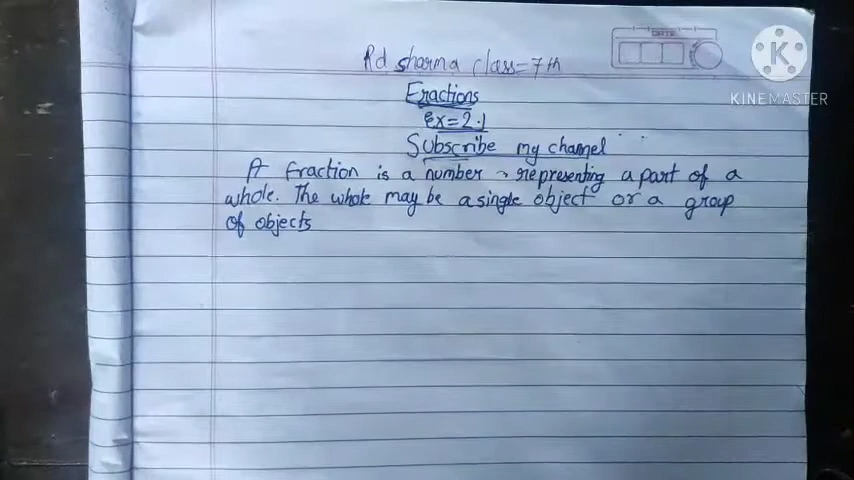 DATE
K
KINEMASTER
Rd sharma class=7th
Fractions
Ex=2.1
Subscribe my channel
A fraction is a number representing a part of a
whole. The whole may be a single object or a group
of objects